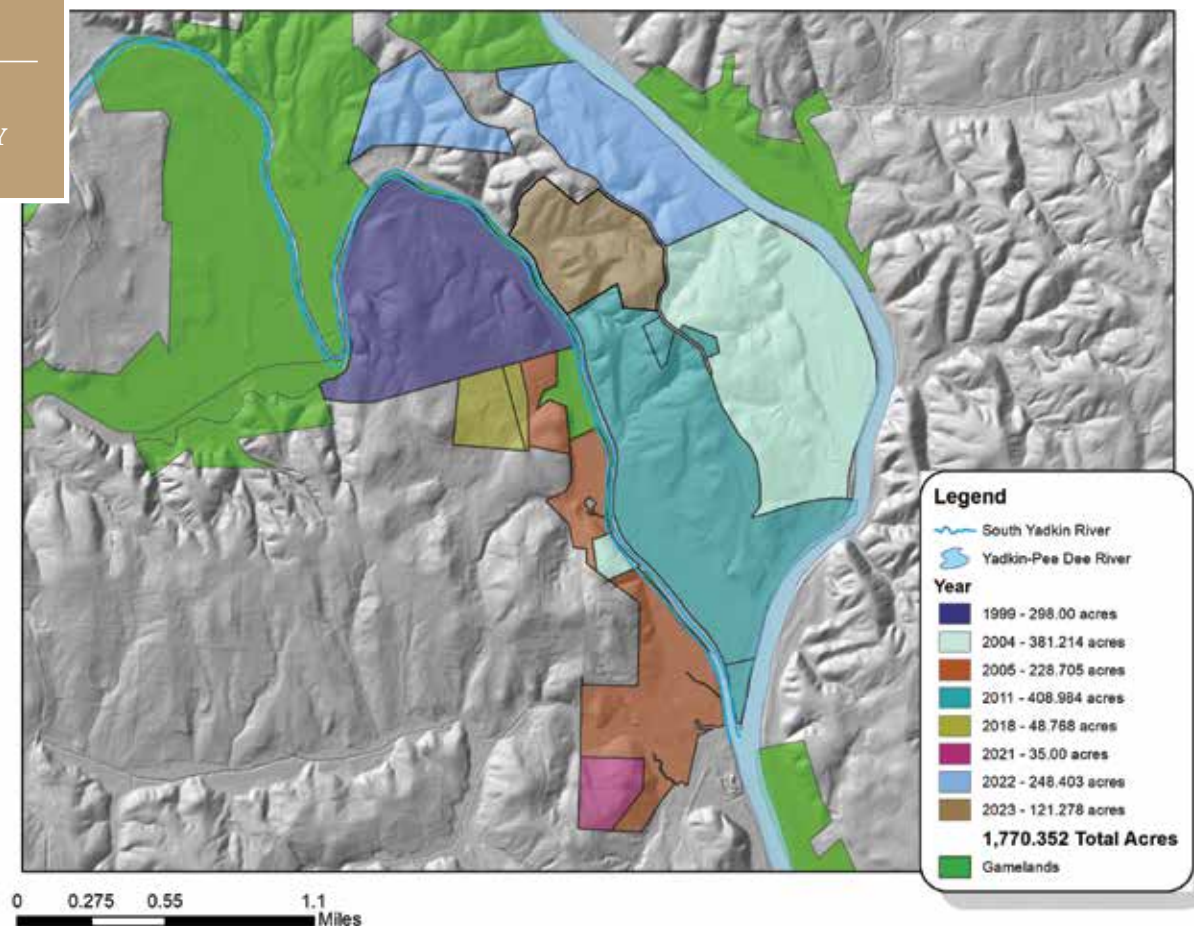 Y
Legend
South Yadkin River
Yadkin-Pee Dee River
Year
1999 - 298.00 acres
2004 - 381.214 acres
2005 - 228.705 acres
2011 - 408.984 acres
2018 - 48.768 acres
2021 - 35.00 acres
2022 - 248.403 acres
2023 - 121.278 acres
1,770.352 Total Acres
Gamelands
0 0.275 0.55 1.1
Miles